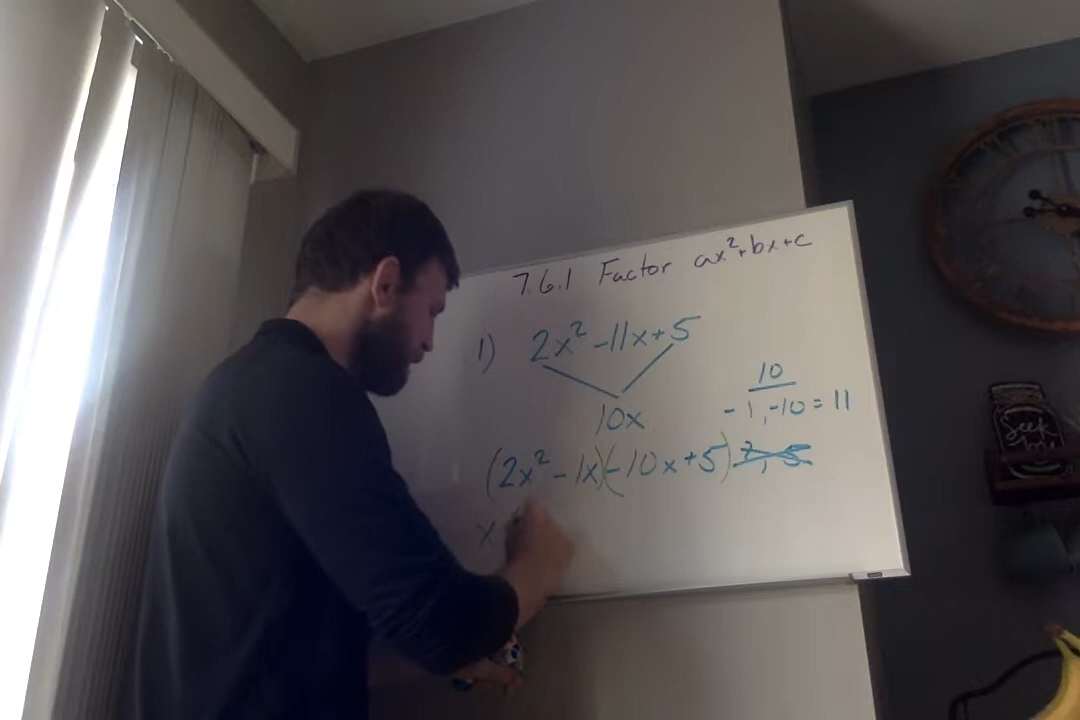 7.6.1 Factor ax²+bx+c
1) 2x²-11x+5
10x
10
-1,-10=11
(2x²-1x)(-10x+5)
x
Seek